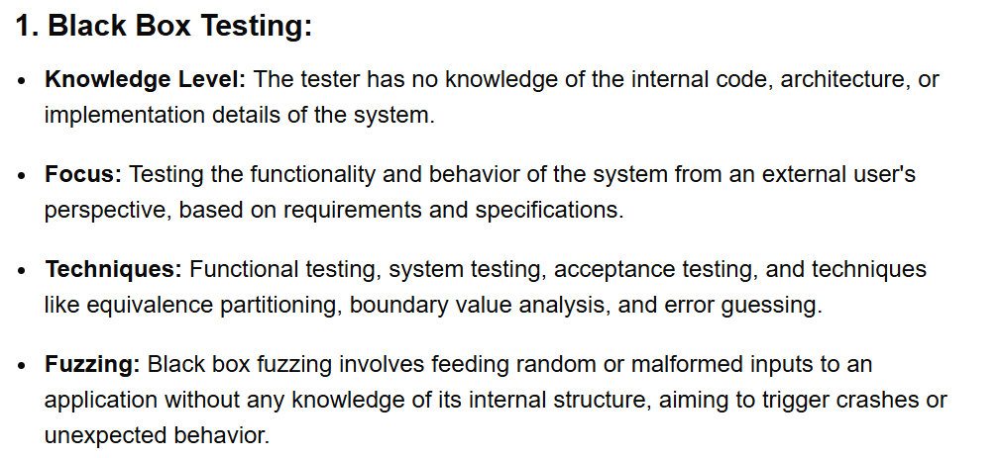 1. Black Box Testing:
• Knowledge Level: The tester has no knowledge of the internal code, architecture, or
implementation details of the system.
• Focus: Testing the functionality and behavior of the system from an external user's
perspective, based on requirements and specifications.
• Techniques: Functional testing, system testing, acceptance testing, and techniques
like equivalence partitioning, boundary value analysis, and error guessing.
• Fuzzing: Black box fuzzing involves feeding random or malformed inputs to an
application without any knowledge of its internal structure, aiming to trigger crashes or
unexpected behavior.